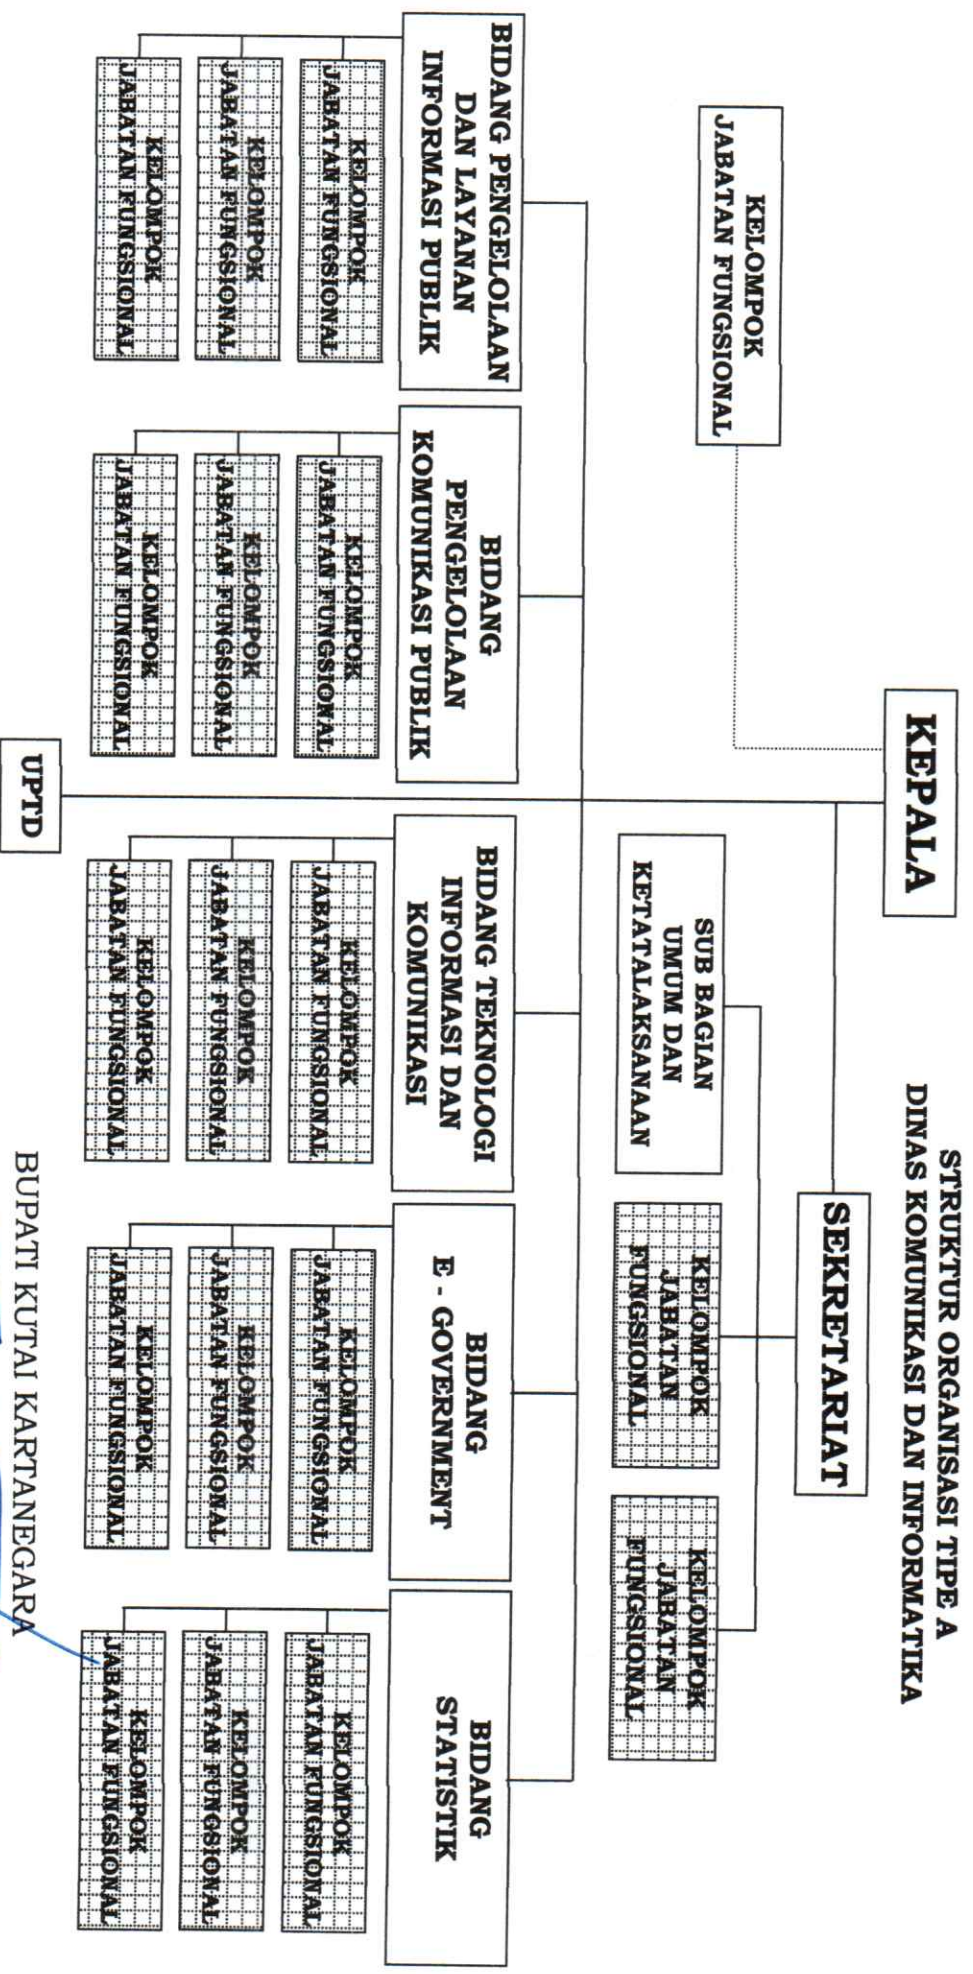 STRUKTUR ORGANISASI TIPE A
DINAS KOMUNIKASI DAN INFORMATIKA
KEPALA
SEKRETARIAT
KELOMPOK
JABATAN FUNGSIONAL
SUB BAGIAN
UMUM DAN
KETATALAKSANAAN
KELOMPOK
JABATAN
FUNGSIONAL
KELOMPOK
JABATAN
FUNGSIONAL
BIDANG PENGELOLAAN
DAN LAYANAN
INFORMASI PUBLIK
KELOMPOK
JABATAN FUNGSIONAL
KELOMPOK
JABATAN FUNGSIONAL
KELOMPOK
JABATAN FUNGSIONAL
BIDANG
PENGELOLAAN
KOMUNIKASI PUBLIK
KELOMPOK
JABATAN FUNGSIONAL
KELOMPOK
JABATAN FUNGSIONAL
KELOMPOK
JABATAN FUNGSIONAL
BIDANG TEKNOLOGI
INFORMASI DAN
KOMUNIKASI
KELOMPOK
JABATAN FUNGSIONAL
KELOMPOK
JABATAN FUNGSIONAL
KELOMPOK
JABATAN FUNGSIONAL
BIDANG
E - GOVERNMENT
KELOMPOK
JABATAN FUNGSIONAL
KELOMPOK
JABATAN FUNGSIONAL
KELOMPOK
JABATAN FUNGSIONAL
BIDANG
STATISTIK
KELOMPOK
JABATAN FUNGSIONAL
KELOMPOK
JABATAN FUNGSIONAL
KELOMPOK
JABATAN FUNGSIONAL
UPTD
BUPATI KUTAI KARTANEGARA